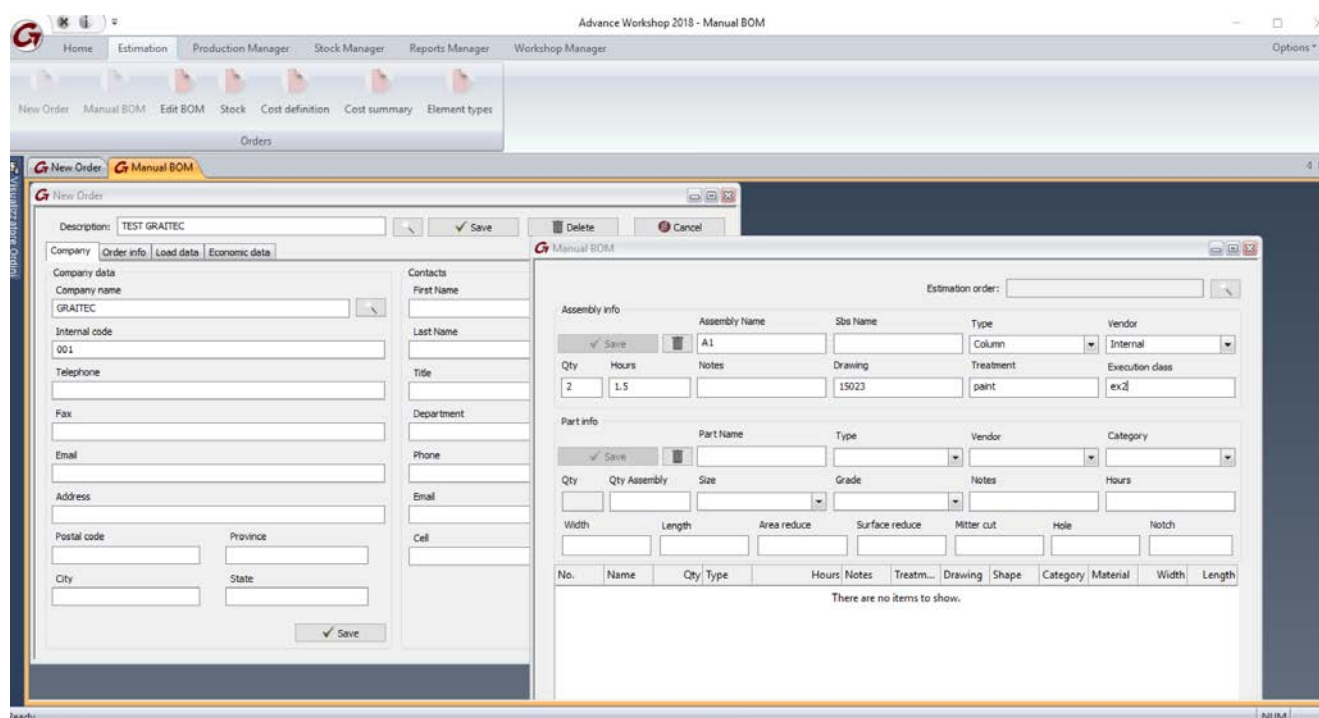 Advance Workshop 2018 - Manual BOM
Home Estimation Production Manager Stock Manager Reports Manager Workshop Manager Options
New Order Manual BOM Edit BOM Stock Cost definition Cost summary Element types
Orders
Visualizzatore Ordini
New Order Manual BOM
New Order
Description: TEST GRAITEC Save Delete Cancel
Company Order info Load data Economic data
Company data
Company name
GRAITEC
Internal code
001
Telephone
Fax
Email
Address
Postal code Province
City State
Save
Contacts
First Name
Last Name
Title
Department
Phone
Email
Cell
Manual BOM
Estimation order:
Assembly info
Assembly Name Sbs Name Type Vendor
Save A1 Column Internal
Qty Hours Notes Drawing Treatment Execution class
2 1.5 15023 paint ex2
Part info
Part Name Type Vendor Category
Save
Qty Qty Assembly Size Grade Notes Hours
Width Length Area reduce Surface reduce Mitter cut Hole Notch
No. Name Qty Type Hours Notes Treatm... Drawing Shape Category Material Width Length
There are no items to show.
Ready NUM